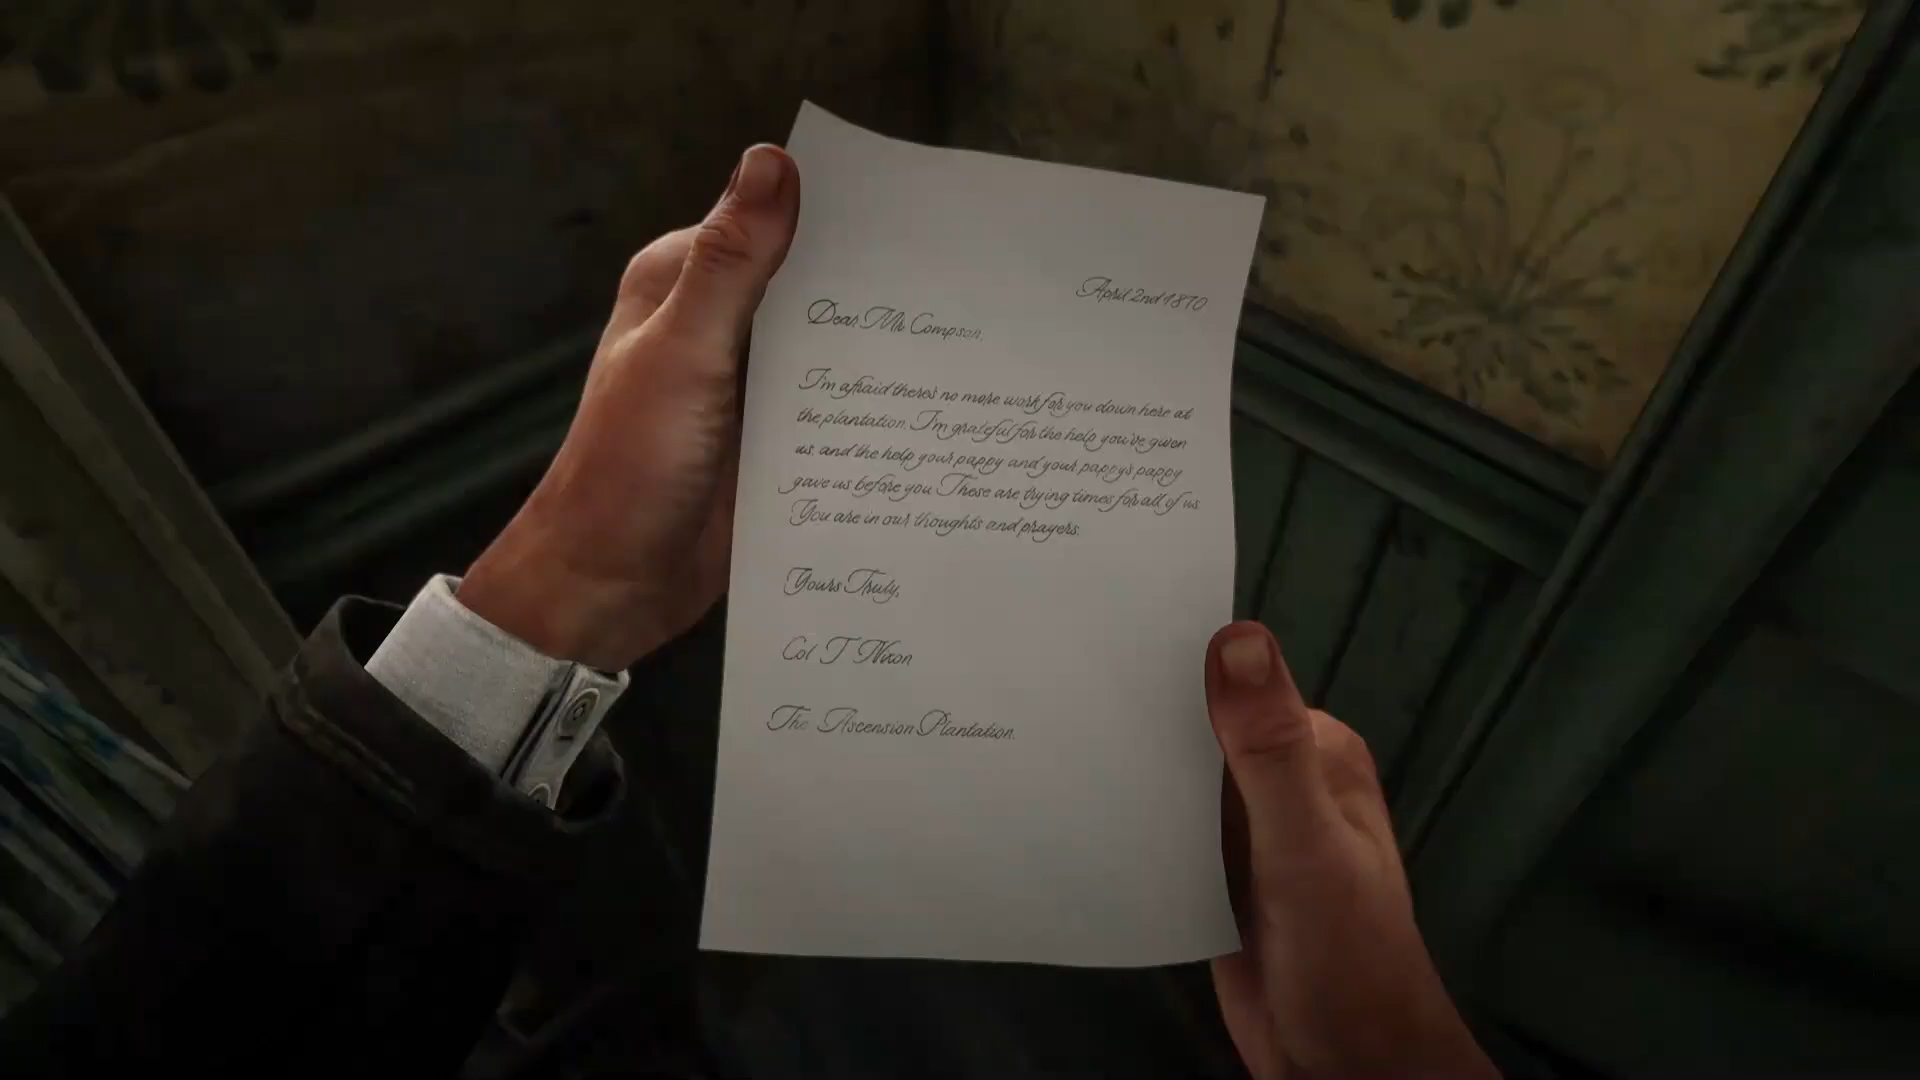 April 2nd 1870
Dear Mr Compson,
I'm afraid there's no more work for you down here at
the plantation. I'm grateful for the help you've given
us, and the help your pappy and your pappy's pappy
gave us before you. These are trying times for all of us.
You are in our thoughts and prayers.
Yours Truly,
Col T Nixon
The Ascension Plantation.